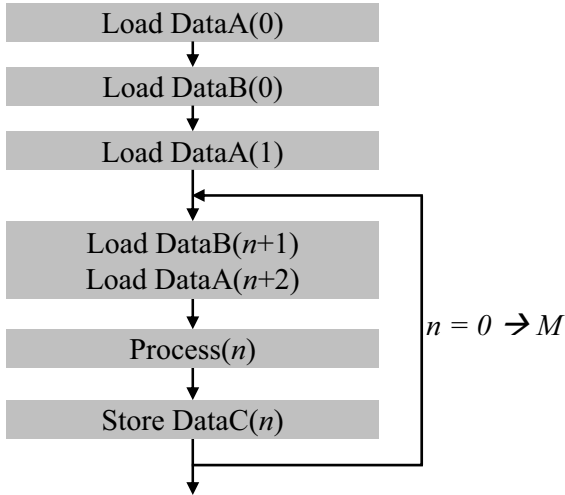 Load DataA(0)
Load DataB(0)
Load DataA(1)
Load DataB(n+1)
Load DataA(n+2)
n = 0 → M
Process(n)
Store DataC(n)